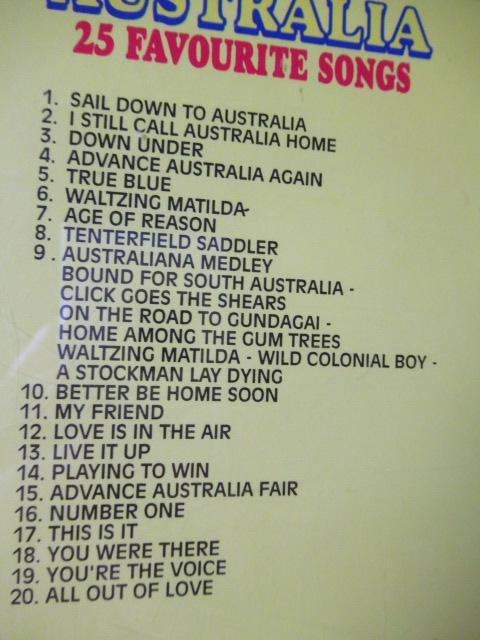 AUSTRALIA
25 FAVOURITE SONGS
1. SAIL DOWN TO AUSTRALIA
2. I STILL CALL AUSTRALIA HOME
3. DOWN UNDER
4. ADVANCE AUSTRALIA AGAIN
5. TRUE BLUE
6. WALTZING MATILDA-
7. AGE OF REASON
8. TENTERFIELD SADDLER
9. AUSTRALIANA MEDLEY
BOUND FOR SOUTH AUSTRALIA -
CLICK GOES THE SHEARS
ON THE ROAD TO GUNDAGAI -
HOME AMONG THE GUM TREES
WALTZING MATILDA - WILD COLONIAL BOY -
A STOCKMAN LAY DYING
10. BETTER BE HOME SOON
11. MY FRIEND
12. LOVE IS IN THE AIR
13. LIVE IT UP
14. PLAYING TO WIN
15. ADVANCE AUSTRALIA FAIR
16. NUMBER ONE
17. THIS IS IT
18. YOU WERE THERE
19. YOU'RE THE VOICE
20. ALL OUT OF LOVE